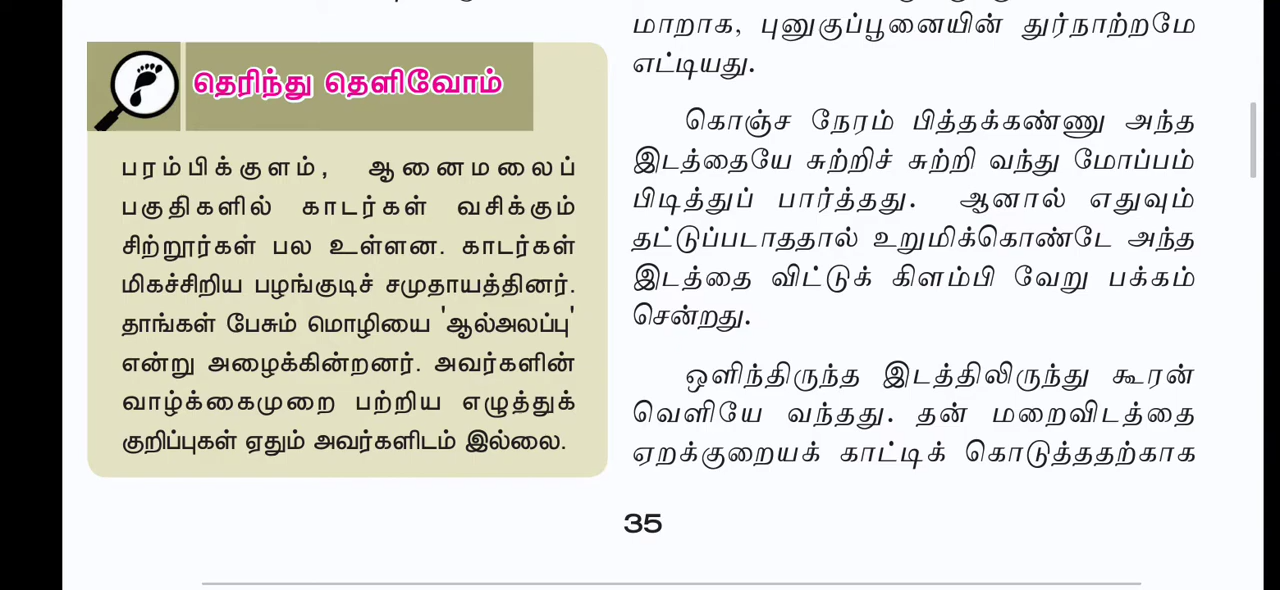 தெரிந்து தெளிவோம்
பரம்பிக்குளம், ஆனைமலைப்
பகுதிகளில் காடர்கள் வசிக்கும்
சிற்றூர்கள் பல உள்ளன. காடர்கள்
மிகச்சிறிய பழங்குடிச் சமுதாயத்தினர்.
தாங்கள் பேசும் மொழியை 'ஆல்அலப்பு'
என்று அழைக்கின்றனர். அவர்களின்
வாழ்க்கைமுறை பற்றிய எழுத்துக்
குறிப்புகள் ஏதும் அவர்களிடம் இல்லை.
மாறாக, புனுகுப்பூனையின் துர்நாற்றமே
எட்டியது.
கொஞ்ச நேரம் பித்தக்கண்ணு அந்த
இடத்தையே சுற்றிச் சுற்றி வந்து மோப்பம்
பிடித்துப் பார்த்தது. ஆனால் எதுவும்
தட்டுப்படாததால் உறுமிக்கொண்டே அந்த
இடத்தை விட்டுக் கிளம்பி வேறு பக்கம்
சென்றது.
ஒளிந்திருந்த இடத்திலிருந்து கூரன்
வெளியே வந்தது. தன் மறைவிடத்தை
ஏறக்குறையக் காட்டிக் கொடுத்ததற்காக
35